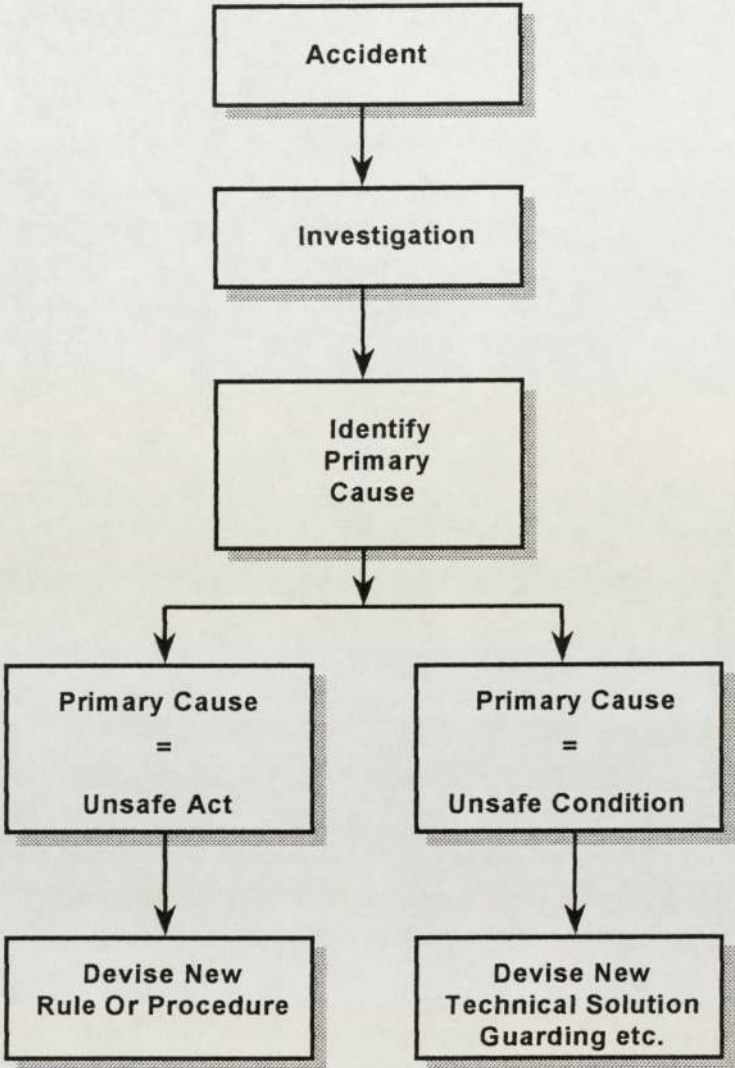 Accident
Investigation
Identify
Primary
Cause
Primary Cause
=
Unsafe Act
Primary Cause
=
Unsafe Condition
Devise New
Rule Or Procedure
Devise New
Technical Solution
Guarding etc.